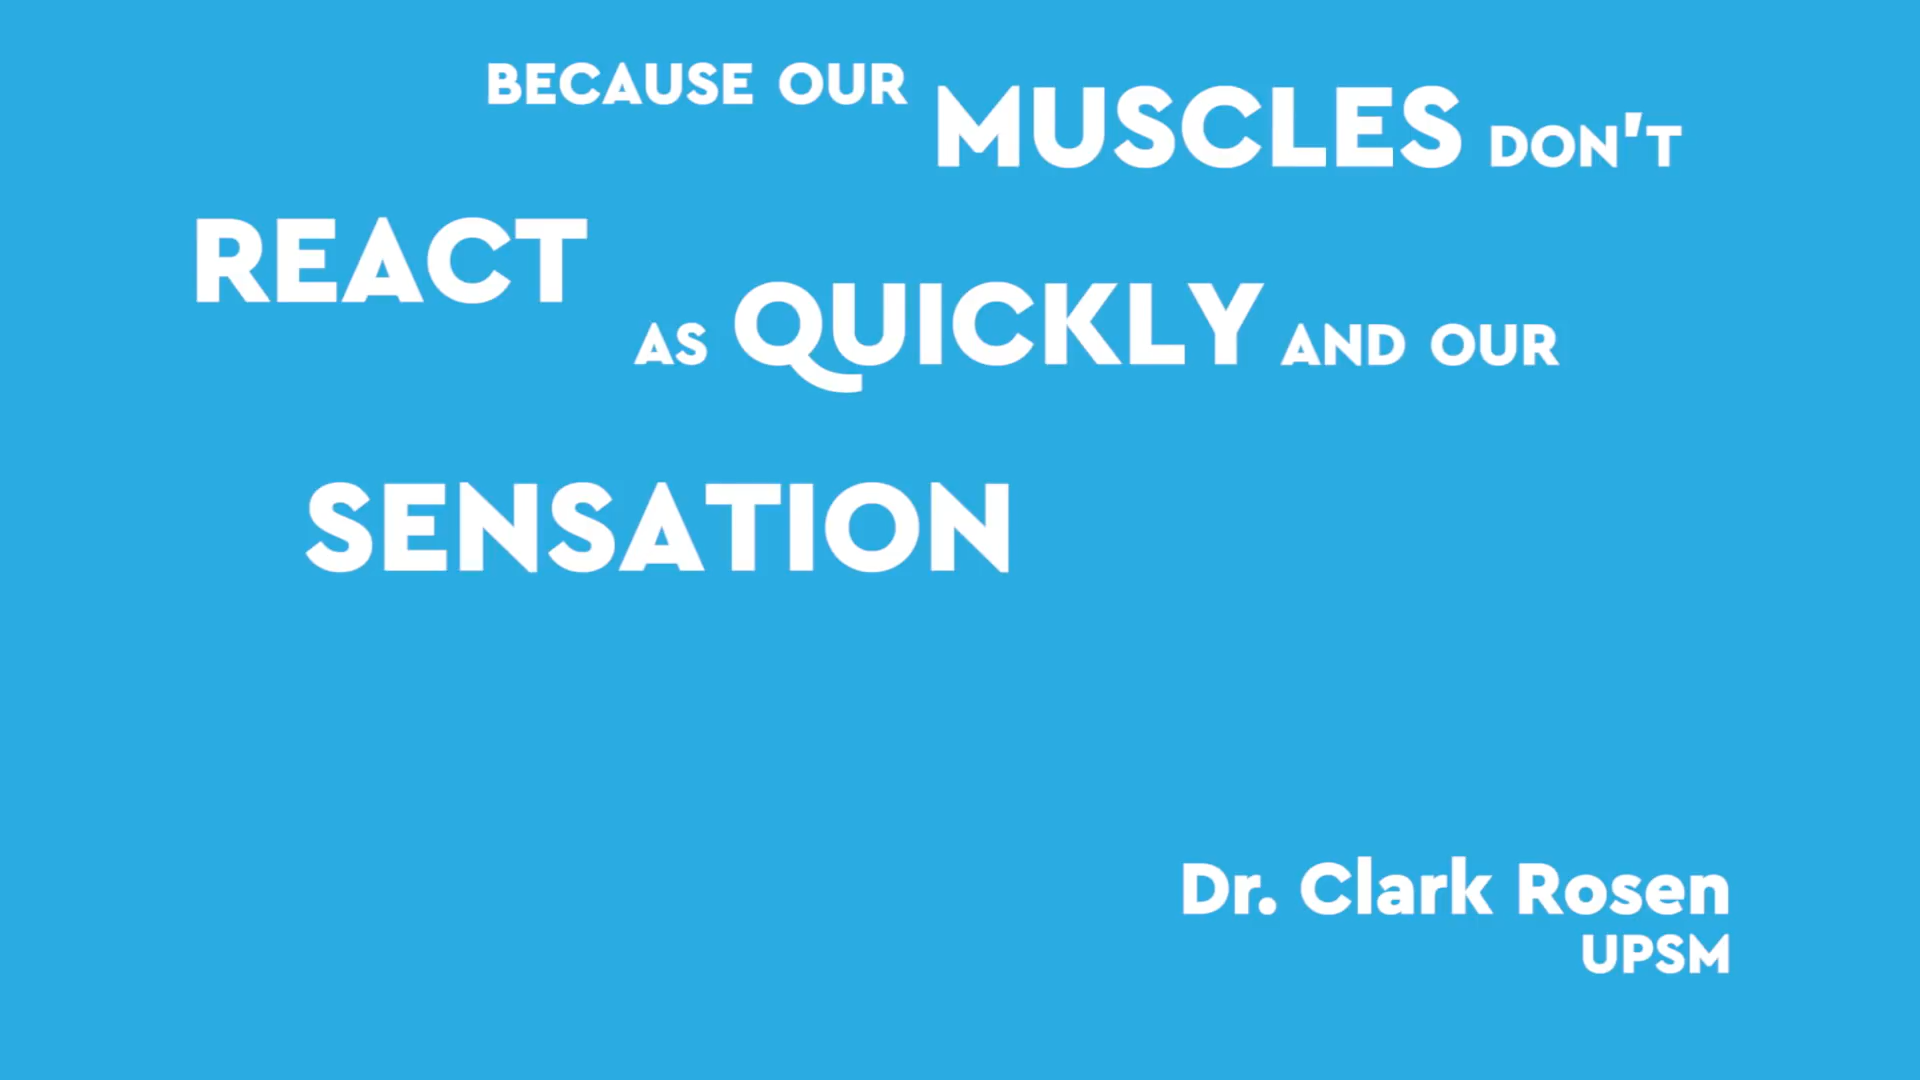 BECAUSE OUR MUSCLES DON'T
REACT AS QUICKLY AND OUR
SENSATION
Dr. Clark Rosen
UPSM